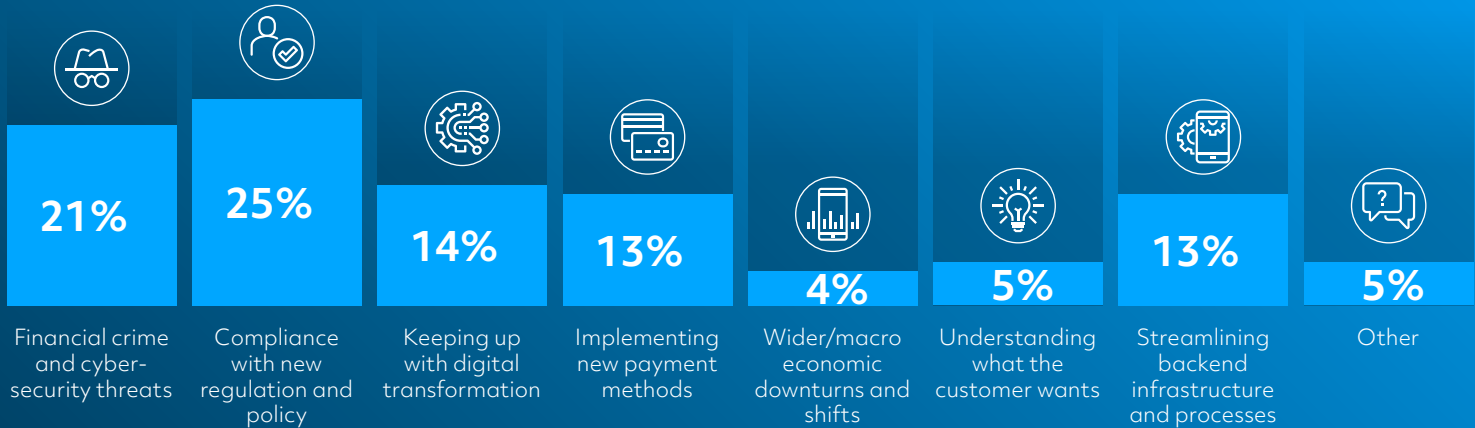 21%
25%
14%
13%
4%
5%
13%
5%
Financial crime
and cyber-
security threats
Compliance
with new
regulation and
policy
Keeping up
with digital
transformation
Implementing
new payment
methods
Wider/macro
economic
downturns and
shifts
Understanding
what the
customer wants
Streamlining
backend
infrastructure
and processes
Other
?